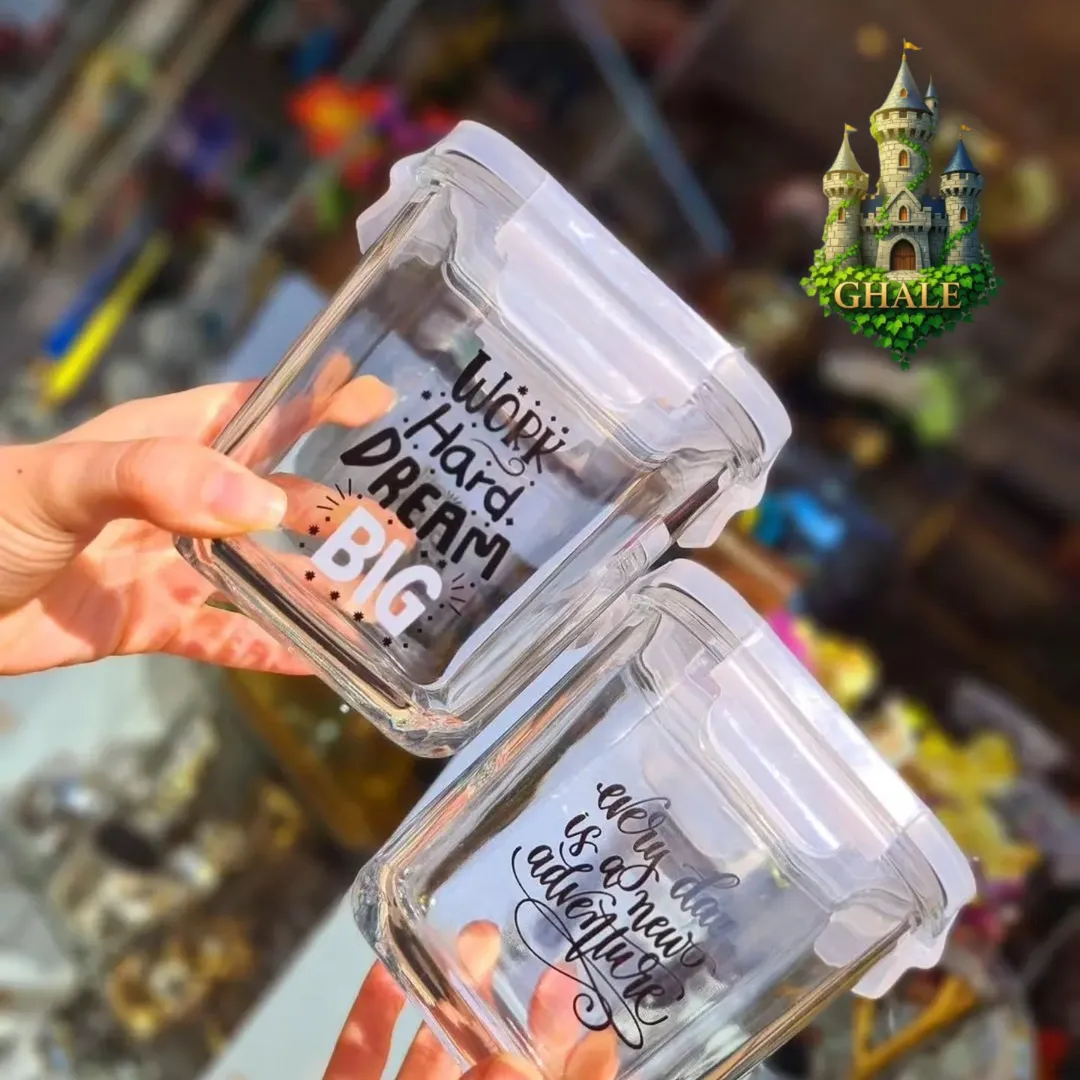 GHALE
WORK
Hard
DREAM
BIG
every day
is a new
adventure